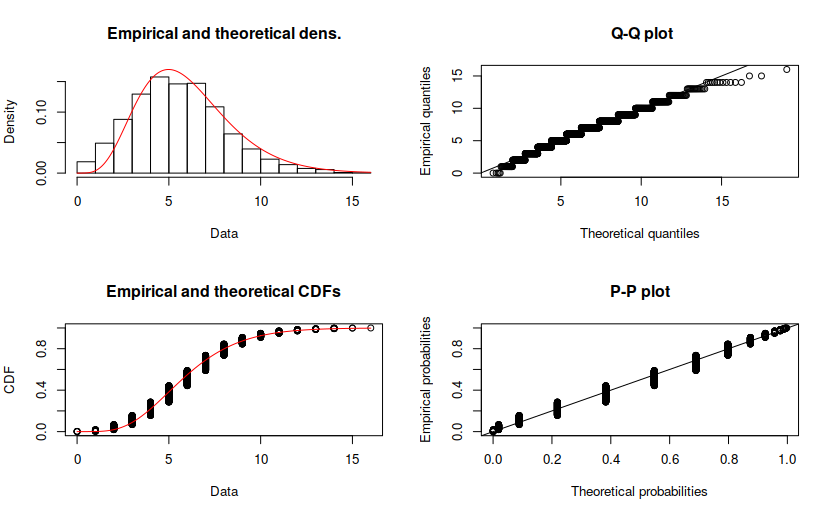 Empirical and theoretical dens.
Density
0.00
0.10
0
5
10
15
Data
Q-Q plot
Empirical quantiles
0
5
10
15
5
10
15
Theoretical quantiles
Empirical and theoretical CDFs
CDF
0.0
0.4
0.8
0
5
10
15
Data
P-P plot
Empirical probabilities
0.0
0.4
0.8
0.0
0.2
0.4
0.6
0.8
1.0
Theoretical probabilities